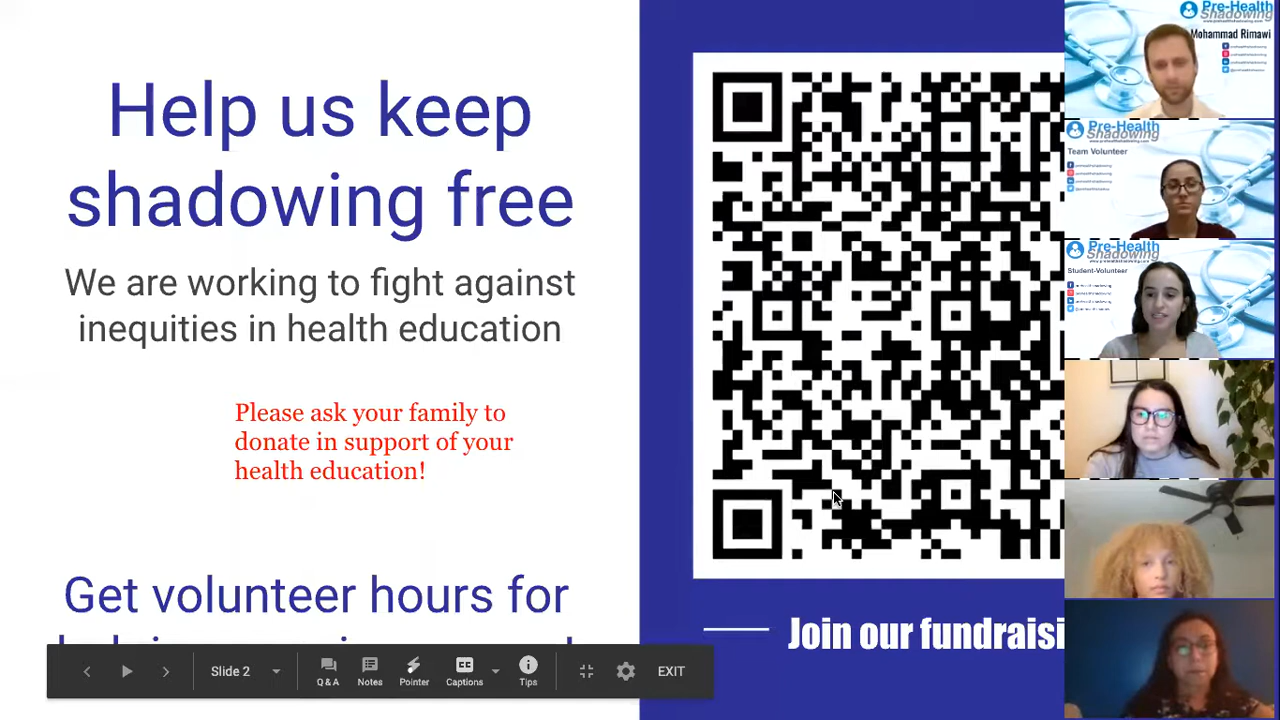 Help us keep
shadowing free
We are working to fight against
inequities in health education
Please ask your family to
donate in support of your
health education!
Get volunteer hours for
Slide 2
Q & A
Notes
Pointer
Captions
Tips
EXIT
Join our fundraisi
Pre-Health
Shadowing
Mohammad Rimawi
Pre-Health
Shadowing
Team Volunteer
Pre-Health
Shadowing
Student-Volunteer